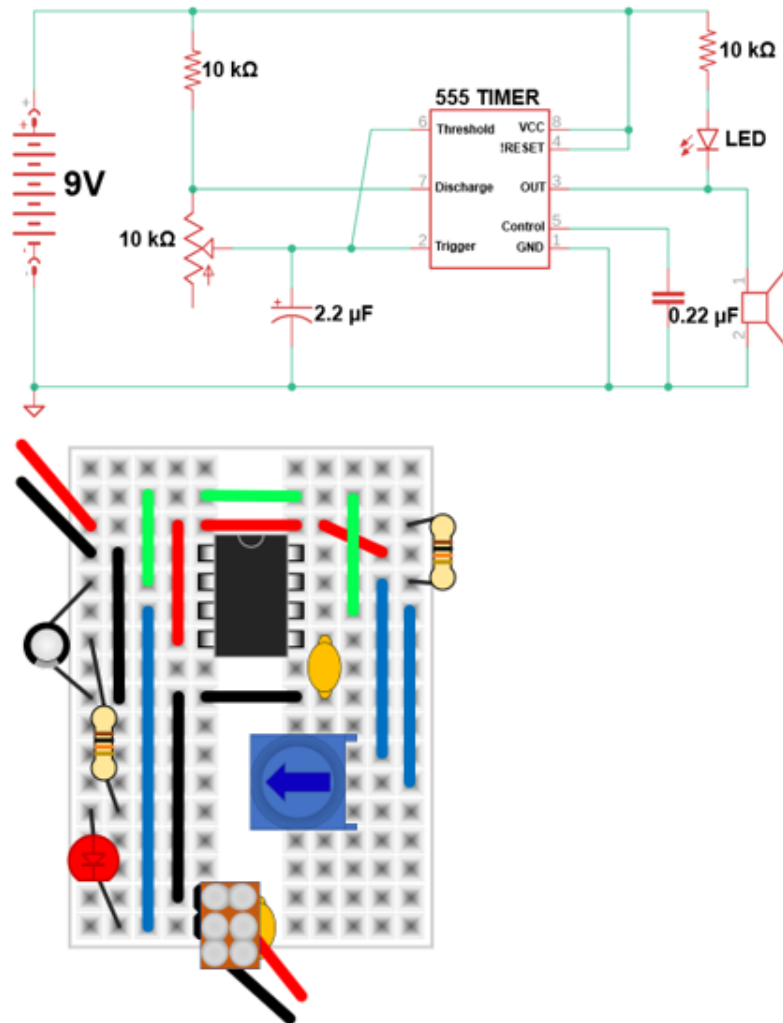 10 kΩ
10 kΩ
555 TIMER
6 Threshold VCC 8
!RESET 4
LED
9V
7 Discharge OUT 3
10 kΩ
Control 5
2 Trigger GND 1
2.2 µF
0.22 µF
1
2
+
+
-
-
+